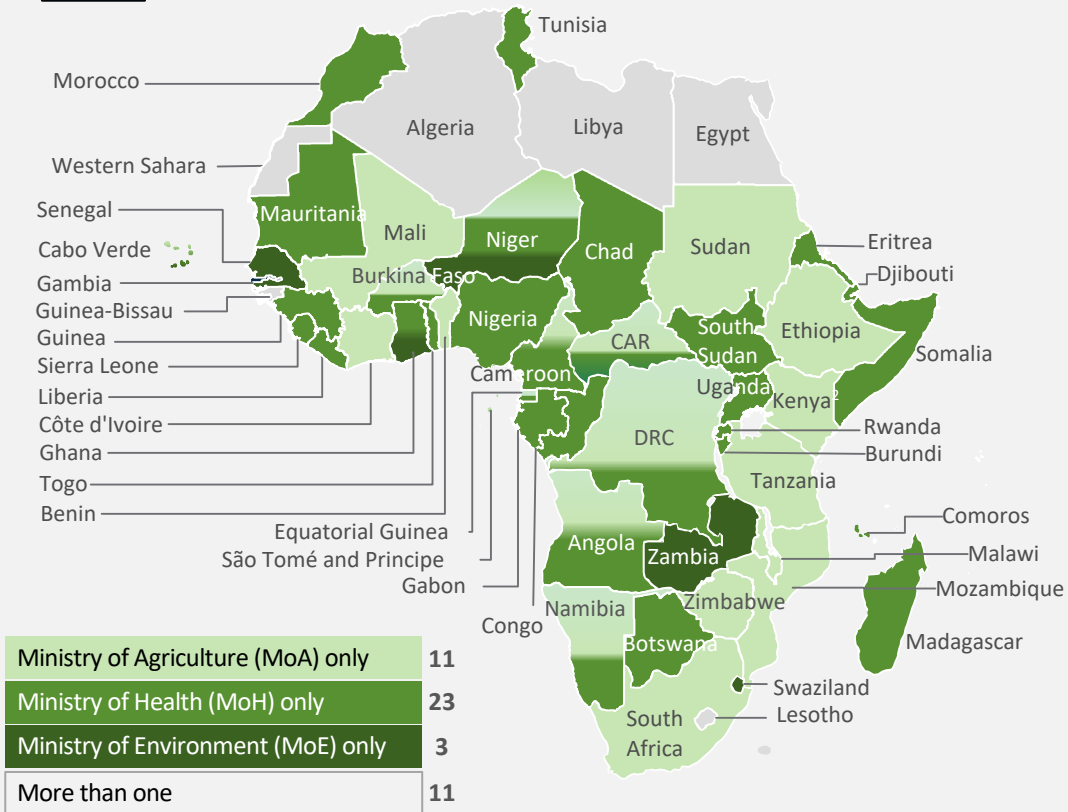 Tunisia
Morocco
Algeria
Libya
Egypt
Western Sahara
Senegal
Mauritania
Mali
Niger
Chad
Sudan
Eritrea
Cabo Verde
Djibouti
Gambia
Burkina Faso
Guinea-Bissau
Nigeria
Ethiopia
Guinea
CAR
South
Sudan
Somalia
Sierra Leone
Cameroon
Uganda
Kenya²
Liberia
Côte d'Ivoire
DRC
Rwanda
Ghana
Burundi
Togo
Tanzania
Benin
Equatorial Guinea
Comoros
São Tomé and Principe
Angola
Zambia
Malawi
Gabon
Mozambique
Namibia
Zimbabwe
Congo
Botswana
Madagascar
Swaziland
Lesotho
South
Africa
Ministry of Agriculture (MoA) only 11
Ministry of Health (MoH) only 23
Ministry of Environment (MoE) only 3
More than one 11